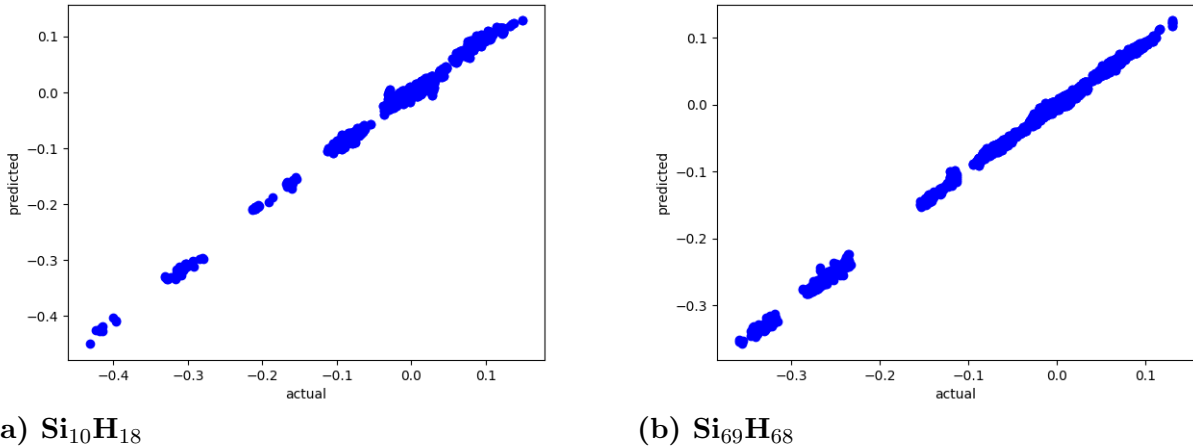 0.1
0.0
−0.1
−0.2
−0.3
−0.4
predicted
−0.4 −0.3 −0.2 −0.1 0.0 0.1
actual
a) Si₁₀H₁₈
0.1
0.0
−0.1
−0.2
−0.3
predicted
−0.3 −0.2 −0.1 0.0 0.1
actual
(b) Si₆₉H₆₈